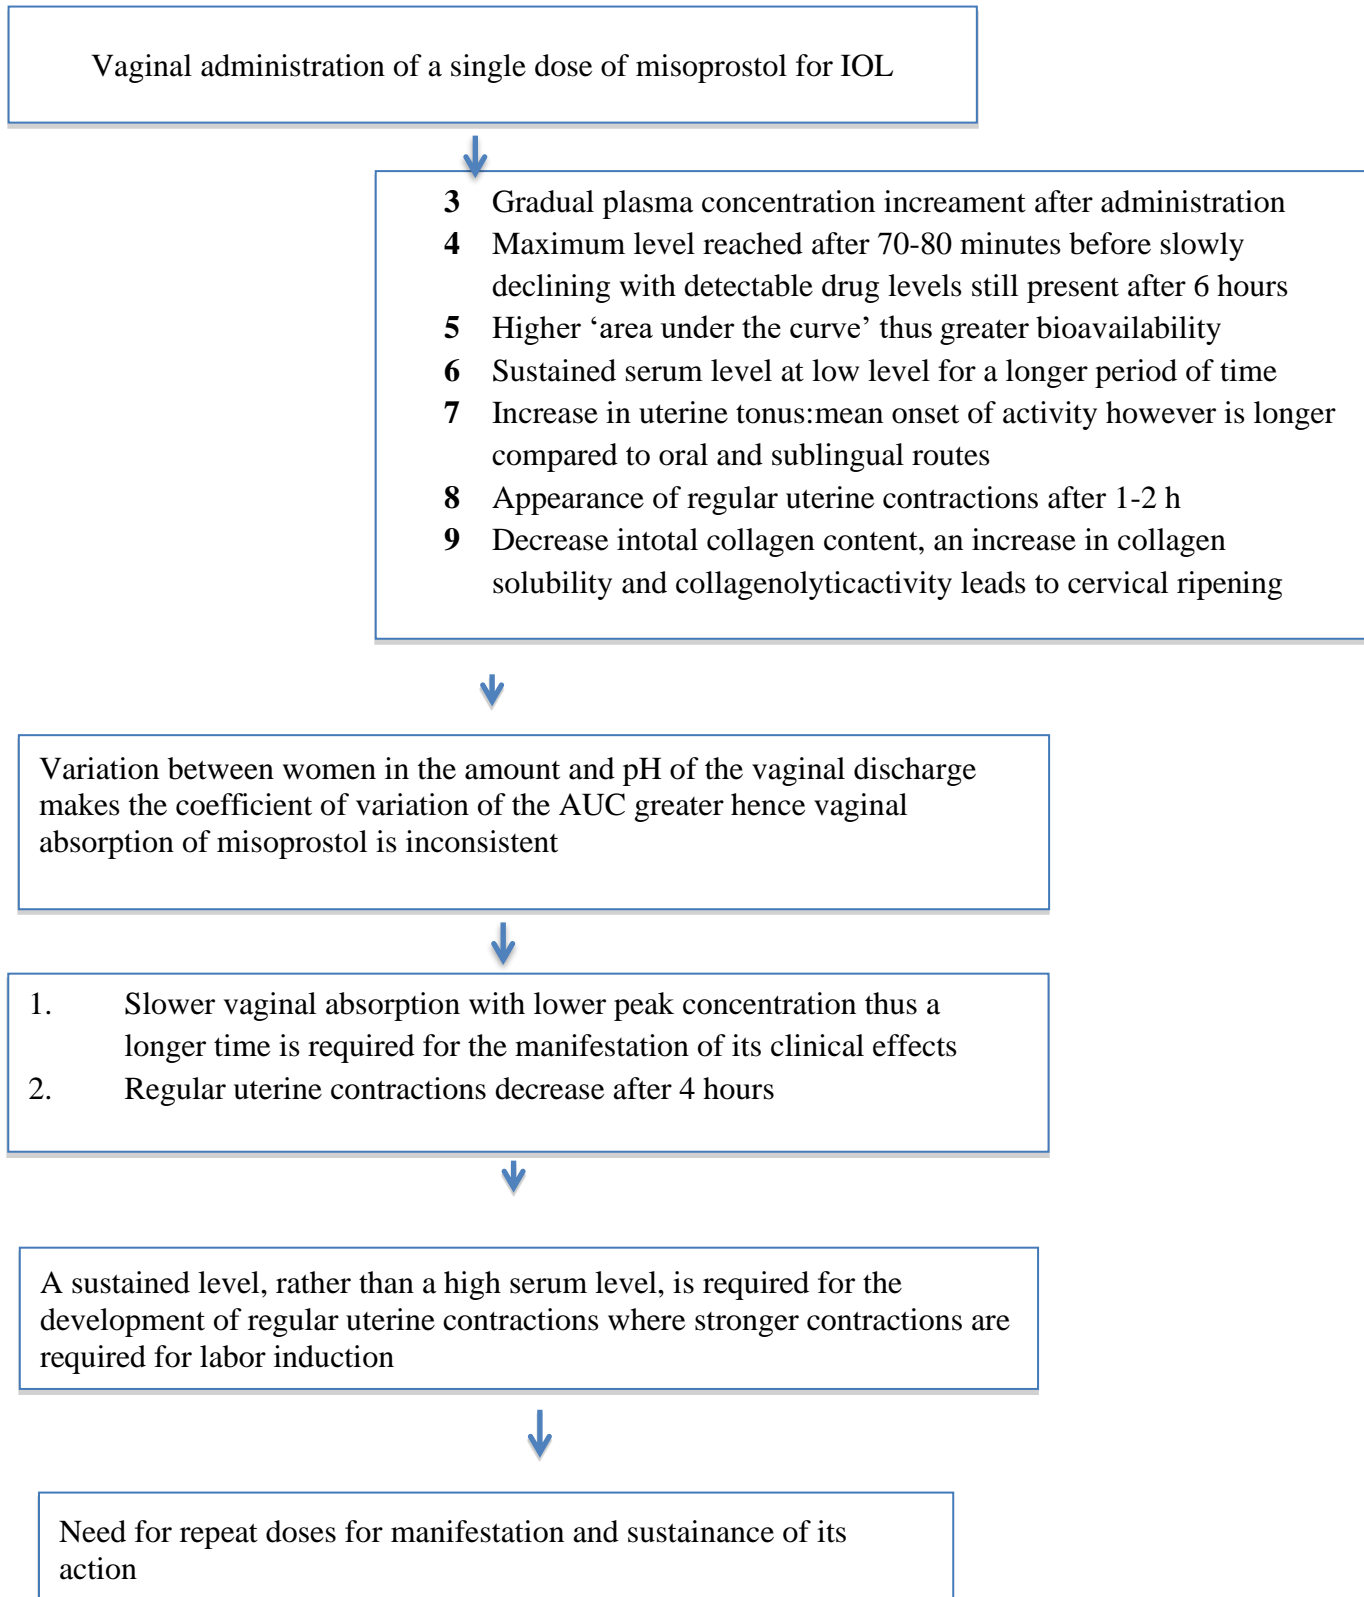 Vaginal administration of a single dose of misoprostol for IOL
3 Gradual plasma concentration increament after administration
4 Maximum level reached after 70-80 minutes before slowly
declining with detectable drug levels still present after 6 hours
5 Higher ‘area under the curve’ thus greater bioavailability
6 Sustained serum level at low level for a longer period of time
7 Increase in uterine tonus:mean onset of activity however is longer
compared to oral and sublingual routes
8 Appearance of regular uterine contractions after 1-2 h
9 Decrease intotal collagen content, an increase in collagen
solubility and collagenolyticactivity leads to cervical ripening
Variation between women in the amount and pH of the vaginal discharge
makes the coefficient of variation of the AUC greater hence vaginal
absorption of misoprostol is inconsistent
1. Slower vaginal absorption with lower peak concentration thus a
longer time is required for the manifestation of its clinical effects
2. Regular uterine contractions decrease after 4 hours
A sustained level, rather than a high serum level, is required for the
development of regular uterine contractions where stronger contractions are
required for labor induction
Need for repeat doses for manifestation and sustainance of its
action